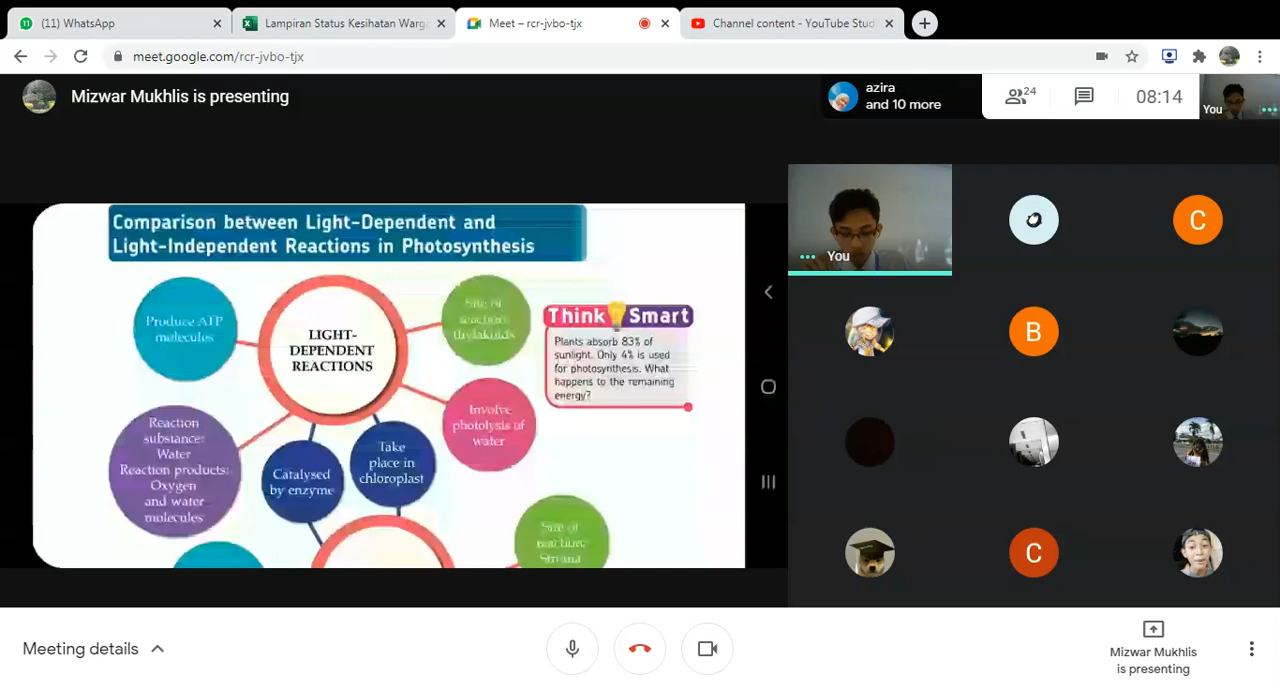 (11) WhatsApp
Lampiran Status Kesihatan Warga
Meet – rcr-jvbo-tjx
Channel content - YouTube Stud
meet.google.com/rcr-jvbo-tjx
Mizwar Mukhlis is presenting
azira
and 10 more
24
08:14
You
Comparison between Light-Dependent and
Light-Independent Reactions in Photosynthesis
Produce ATP
molecules
LIGHT-
DEPENDENT
REACTIONS
Site of
reaction:
thylakoids
Think Smart
Plants absorb 83% of
sunlight. Only 4% is used
for photosynthesis. What
happens to the remaining
energy?
Reaction
substance:
Water
Reaction products:
Oxygen
and water
molecules
Catalysed
by enzyme
Take
place in
chloroplast
Involve
photolysis of
water
Site of
reaction:
Stroma
You
C
B
C
Meeting details
Mizwar Mukhlis
is presenting